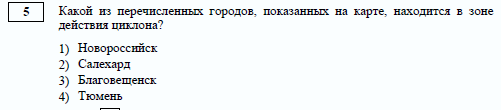 5
Какой из перечисленных городов, показанных на карте, находится в зоне
действия циклона?
1) Новороссийск
2) Салехард
3) Благовещенск
4) Тюмень